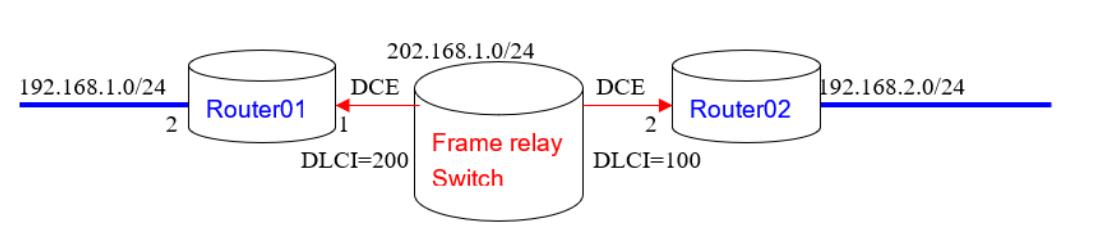 202.168.1.0/24
192.168.1.0/24
DCE
DCE
192.168.2.0/24
Router01
Router02
2
1
2
Frame relay
Switch
DLCI=200
DLCI=100